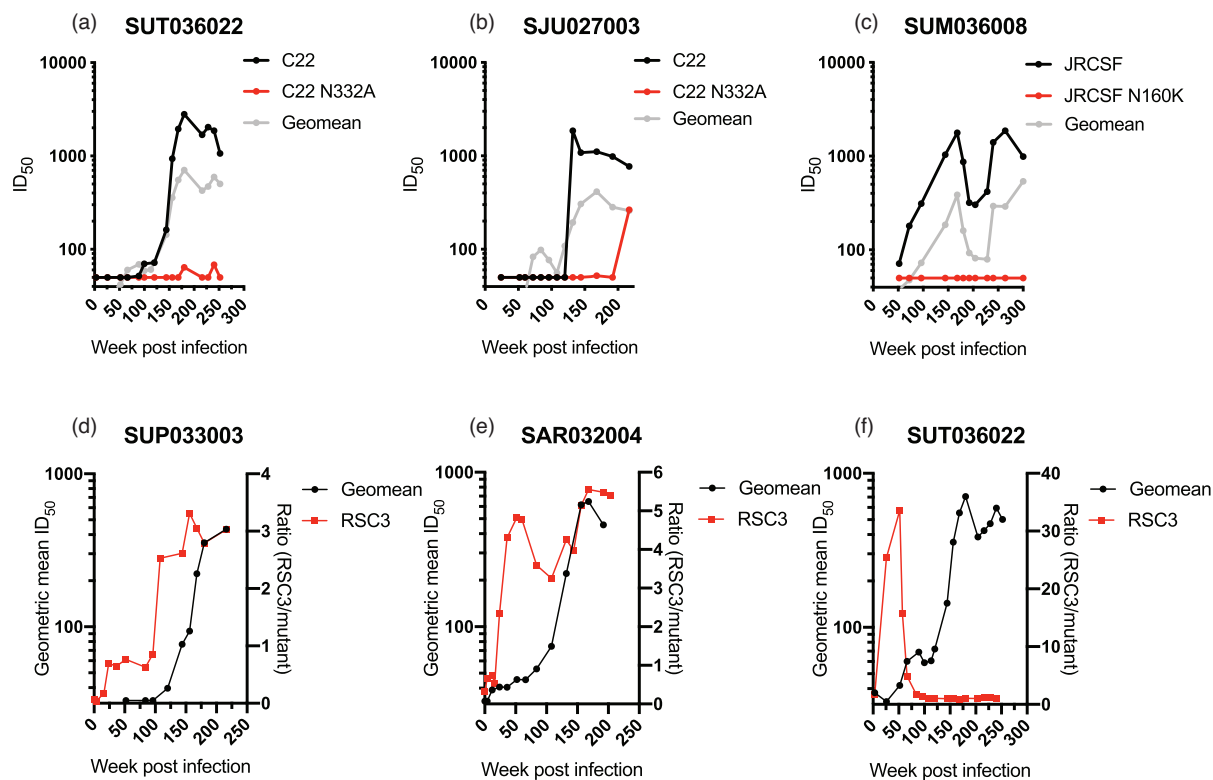 (a) SUT036022
C22
C22 N332A
Geomean
10000
1000
100
ID50
0 50 100 150 200 250 300
Week post infection
(b) SJU027003
C22
C22 N332A
Geomean
10000
1000
100
ID50
0 50 100 150 200
Week post infection
(c) SUM036008
JRCSF
JRCSF N160K
Geomean
10000
1000
100
ID50
0 50 100 150 200 250 300
Week post infection
(d) SUP033003
Geomean
RSC3
1000
100
Geometric mean ID50
4
3
2
1
0
Ratio (RSC3/mutant)
0 50 100 150 200 250
Week post infection
(e) SAR032004
Geomean
RSC3
1000
100
Geometric mean ID50
6
5
4
3
2
1
0
Ratio (RSC3/mutant)
0 50 100 150 200 250
Week post infection
(f) SUT036022
Geomean
RSC3
1000
100
Geometric mean ID50
40
30
20
10
0
Ratio (RSC3/mutant)
0 50 100 150 200 250 300
Week post infection